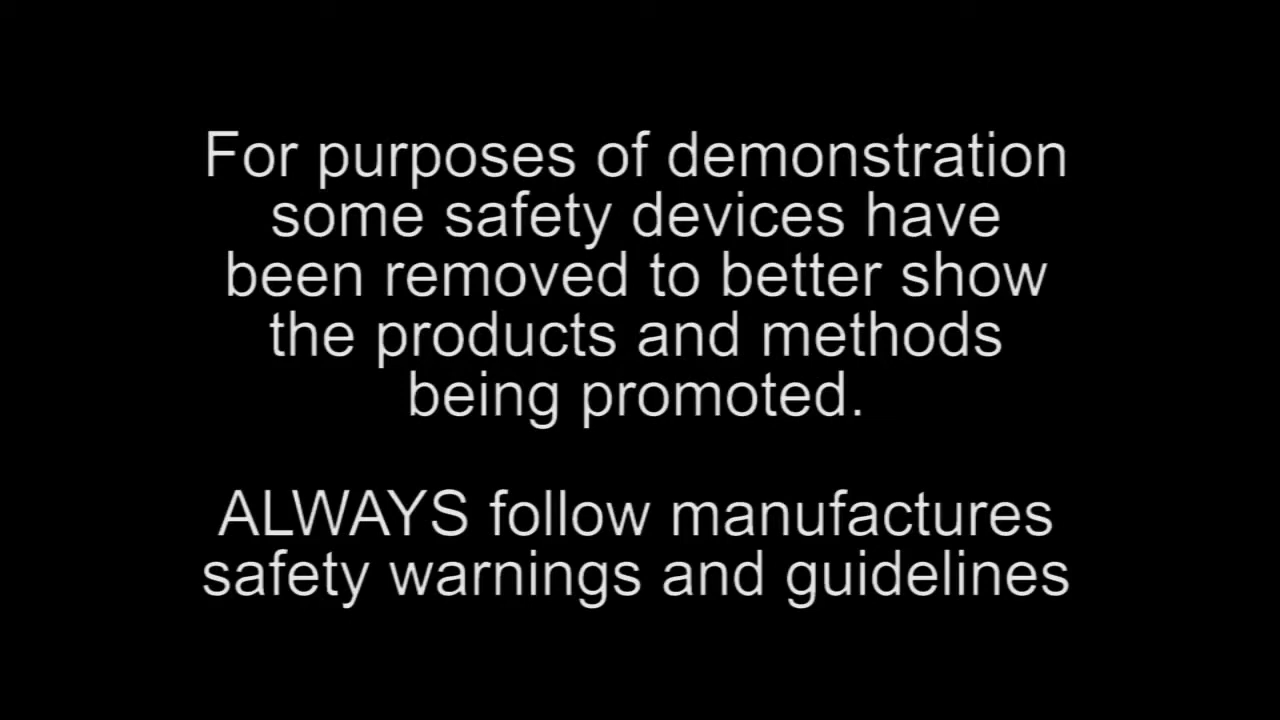 For purposes of demonstration
some safety devices have
been removed to better show
the products and methods
being promoted.
ALWAYS follow manufactures
safety warnings and guidelines